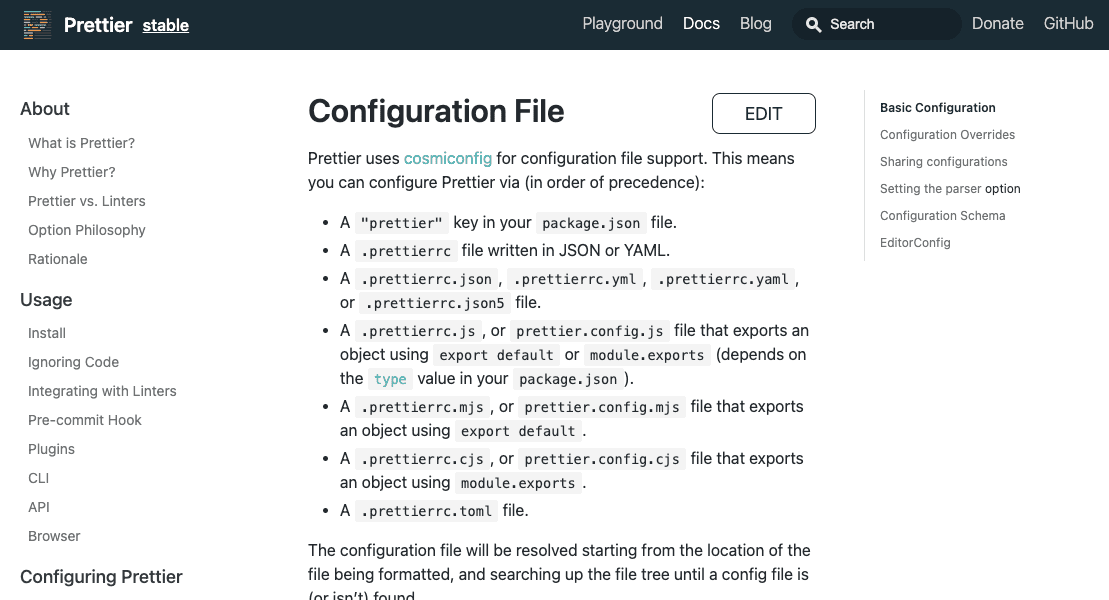 Prettier stable
Playground Docs Blog Search Donate GitHub
About
What is Prettier?
Why Prettier?
Prettier vs. Linters
Option Philosophy
Rationale
Usage
Install
Ignoring Code
Integrating with Linters
Pre-commit Hook
Plugins
CLI
API
Browser
Configuring Prettier
Configuration File
EDIT
Prettier uses cosmiconfig for configuration file support. This means
you can configure Prettier via (in order of precedence):
• A "prettier" key in your package.json file.
• A .prettierrc file written in JSON or YAML.
• A .prettierrc.json , .prettierrc.yml , .prettierrc.yaml ,
or .prettierrc.json5 file.
• A .prettierrc.js , or prettier.config.js file that exports an
object using export default or module.exports (depends on
the type value in your package.json ).
• A .prettierrc.mjs , or prettier.config.mjs file that exports
an object using export default .
• A .prettierrc.cjs , or prettier.config.cjs file that exports
an object using module.exports .
• A .prettierrc.toml file.
The configuration file will be resolved starting from the location of the
file being formatted, and searching up the file tree until a config file is
(or isn't) found.
Basic Configuration
Configuration Overrides
Sharing configurations
Setting the parser option
Configuration Schema
EditorConfig